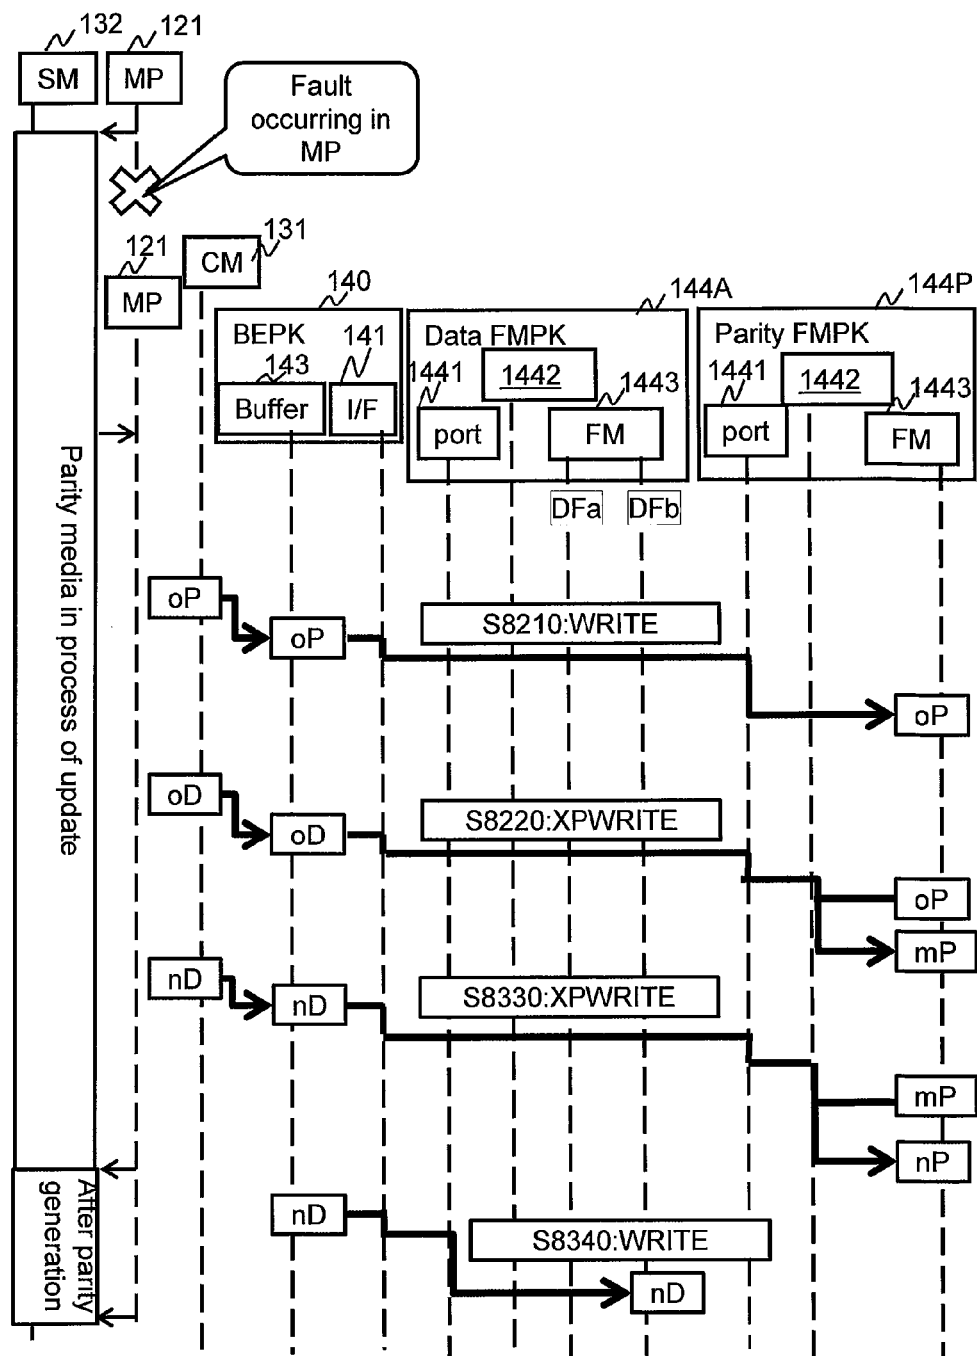 132
121
SM
MP
Fault
occurring in
MP
121
131
CM
MP
140
144A
144P
BEPK
141
Data FMPK
Parity FMPK
143
1441
1442
1443
1441
1442
1443
Buffer
I/F
port
FM
port
FM
DFa
DFb
Parity media in process of update
oP
oP
S8210:WRITE
oP
oD
oD
S8220:XPWRITE
oP
mP
nD
nD
S8330:XPWRITE
mP
nP
After parity
generation
nD
S8340:WRITE
nD